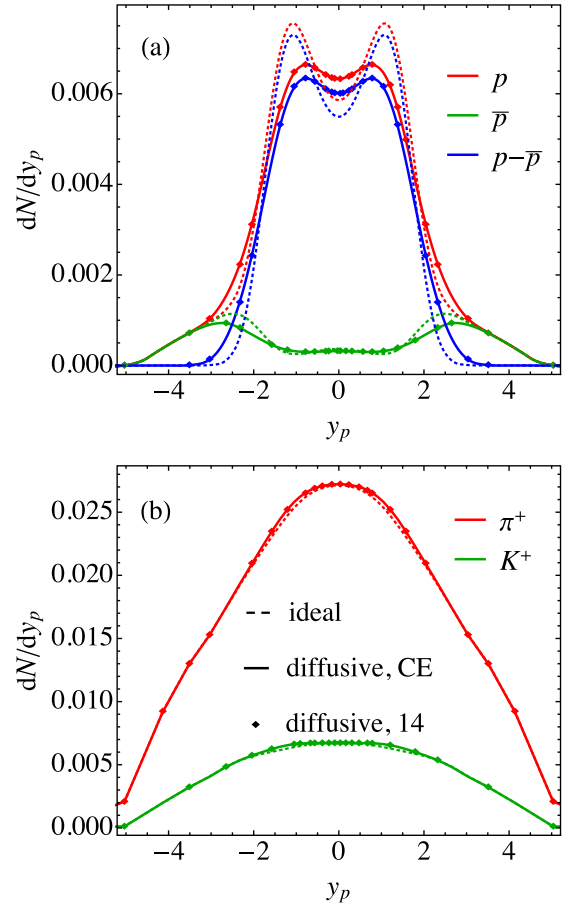 (a)
p
p̅
p−p̅
dN/dy_p
0.006
0.004
0.002
0.000
−4 −2 0 2 4
y_p
(b)
π⁺
K⁺
ideal
diffusive, CE
diffusive, 14
dN/dy_p
0.025
0.020
0.015
0.010
0.005
0.000
−4 −2 0 2 4
y_p